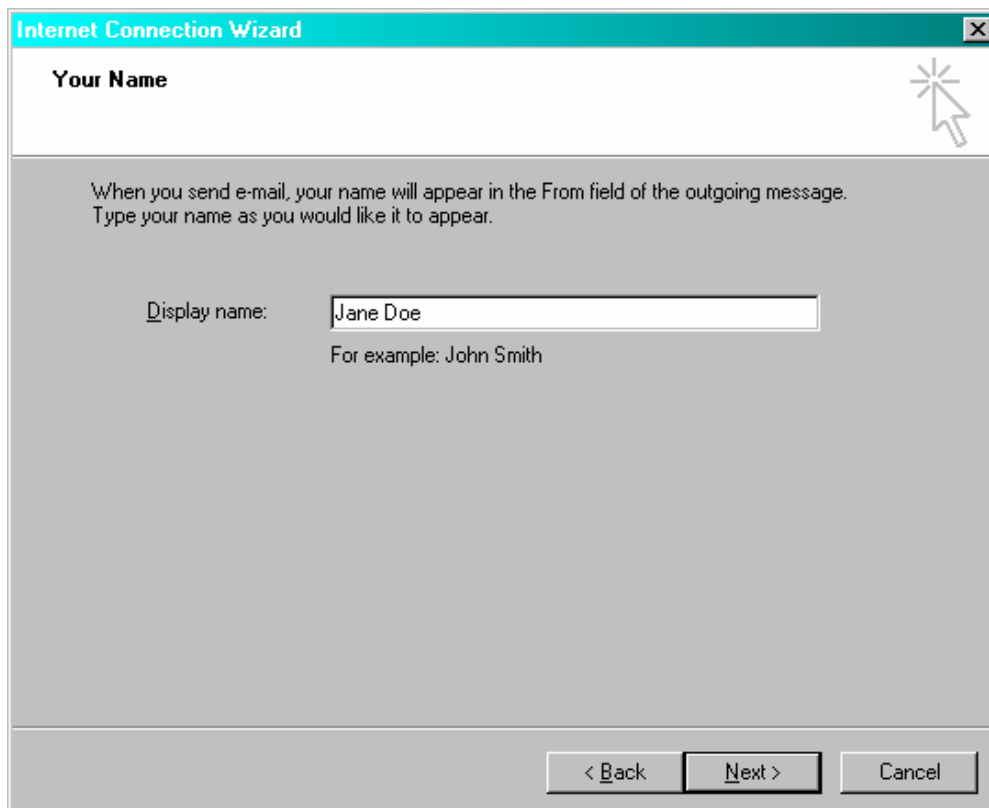 Internet Connection Wizard
Your Name
When you send e-mail, your name will appear in the From field of the outgoing message.
Type your name as you would like it to appear.
Display name: Jane Doe
For example: John Smith
< Back Next > Cancel